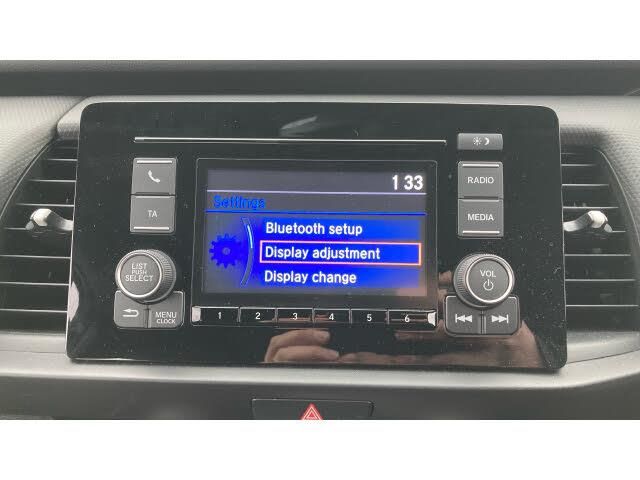 1 33
Settings
Bluetooth setup
Display adjustment
Display change
TA
LIST
PUSH
SELECT
MENU
CLOCK
RADIO
MEDIA
VOL
1 2 3 4 5 6